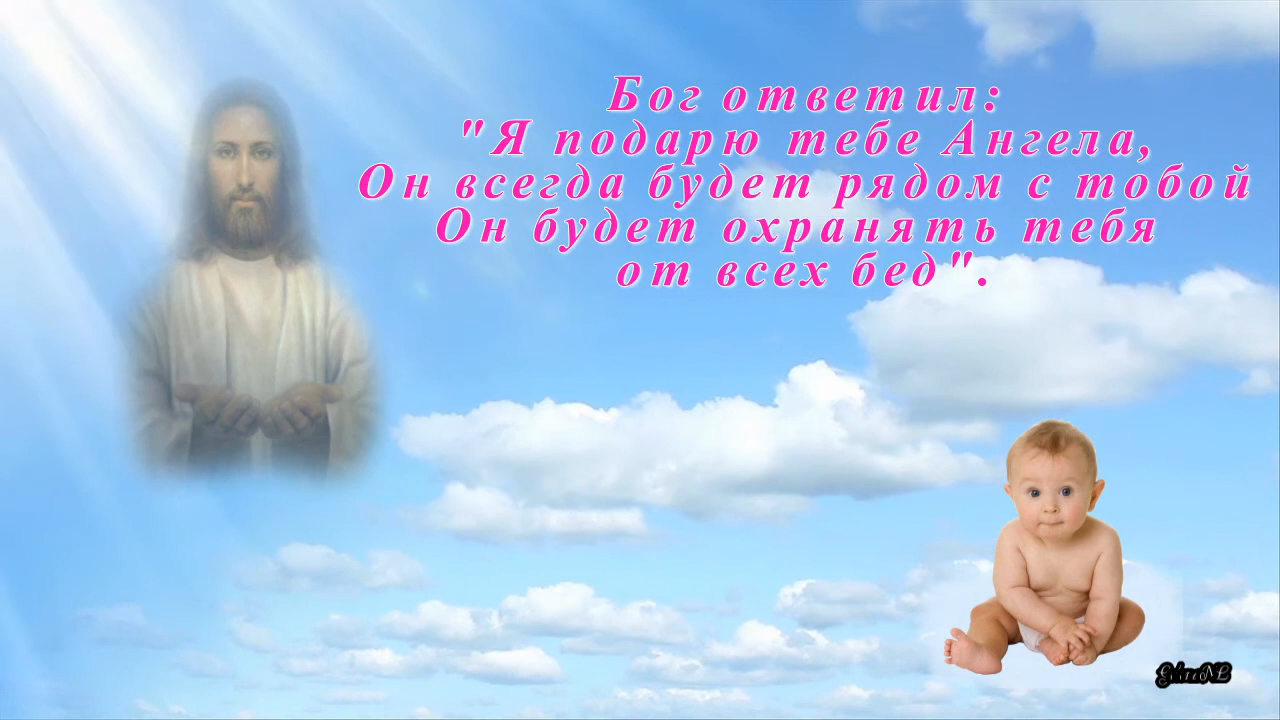 Бог ответил:
"Я подарю тебе Ангела,
Он всегда будет рядом с тобой
Он будет охранять тебя
от всех бед".